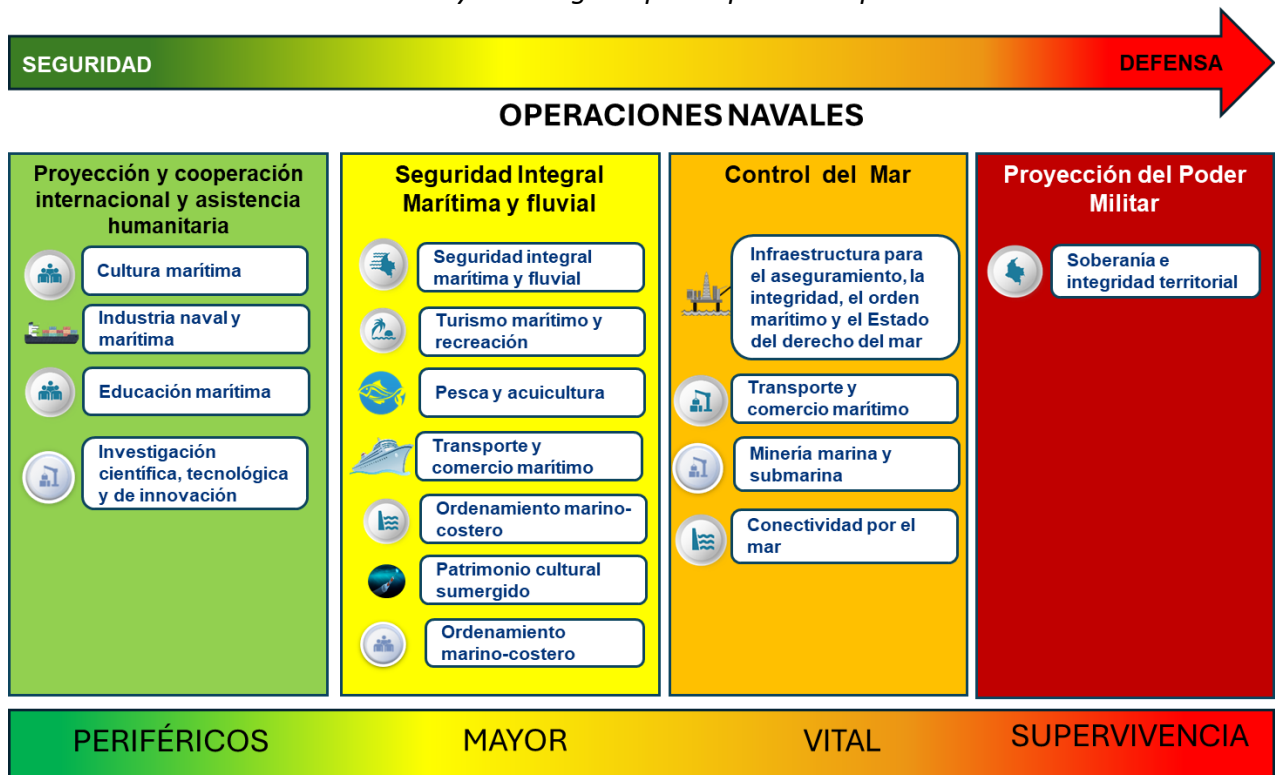 SEGURIDAD
DEFENSA
OPERACIONES NAVALES
Proyección y cooperación
internacional y asistencia
humanitaria
Cultura marítima
Industria naval y
marítima
Educación marítima
Investigación
científica, tecnológica
y de innovación
Seguridad Integral
Marítima y fluvial
Seguridad integral
marítima y fluvial
Turismo marítimo y
recreación
Pesca y acuicultura
Transporte y
comercio marítimo
Ordenamiento marino-
costero
Patrimonio cultural
sumergido
Ordenamiento
marino-costero
Control del Mar
Infraestructura para
el aseguramiento, la
integridad, el orden
marítimo y el Estado
del derecho del mar
Transporte y
comercio marítimo
Minería marina y
submarina
Conectividad por el
mar
Proyección del Poder
Militar
Soberanía e
integridad territorial
PERIFÉRICOS
MAYOR
VITAL
SUPERVIVENCIA